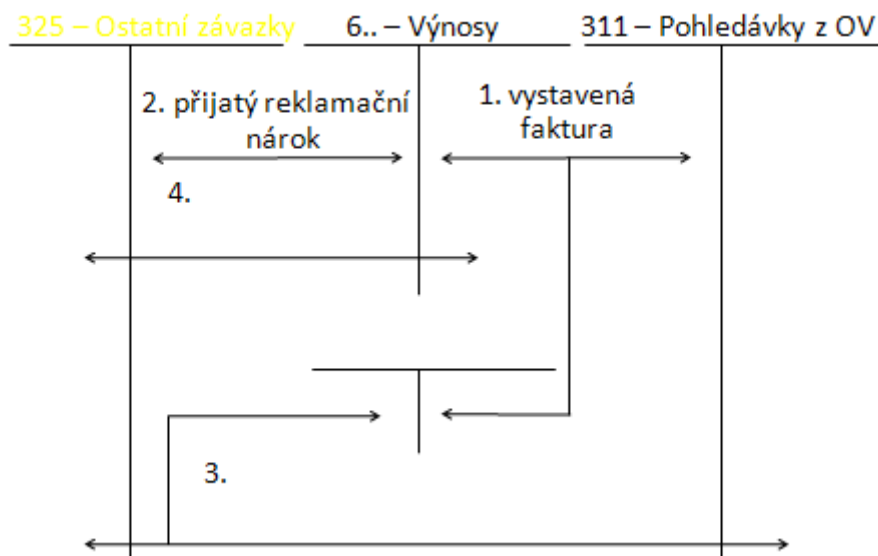 325 – Ostatní závazky 6.. – Výnosy 311 – Pohledávky z OV
2. přijatý reklamační
nárok
1. vystavená
faktura
4.
3.